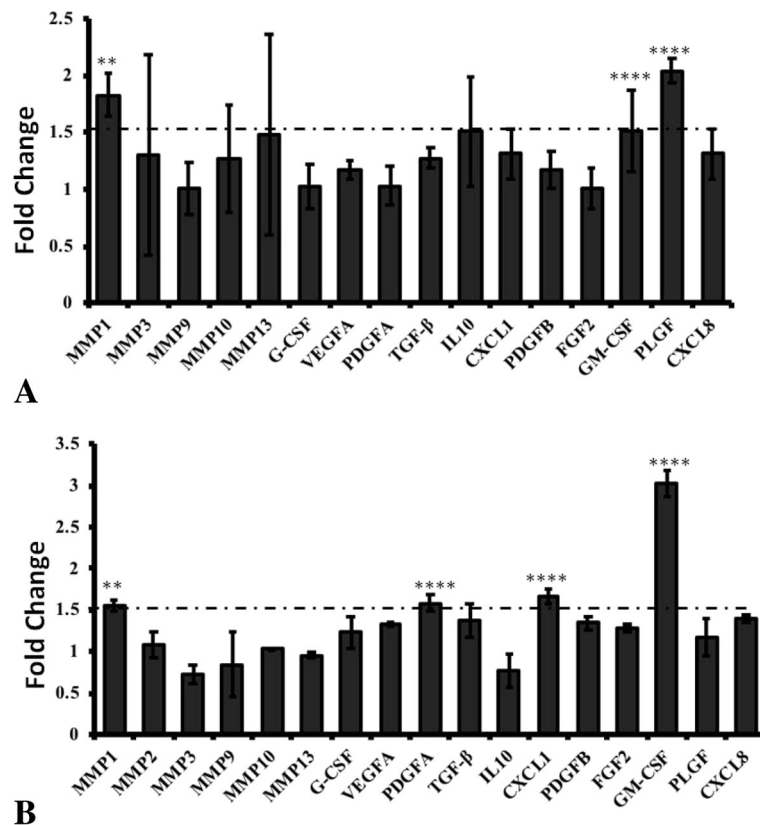 2.5
2
1.5
1
0.5
0
Fold Change
**
****
****
MMP1
MMP3
MMP9
MMP10
MMP13
G-CSF
VEGFA
PDGFA
TGF-β
IL10
CXCL1
PDGFB
FGF2
GM-CSF
PLGF
CXCL8
A
3.5
3
2.5
2
1.5
1
0.5
0
Fold Change
**
****
****
****
MMP1
MMP2
MMP3
MMP9
MMP10
MMP13
G-CSF
VEGFA
PDGFA
TGF-β
IL10
CXCL1
PDGFB
FGF2
GM-CSF
PLGF
CXCL8
B